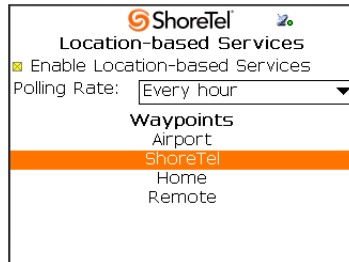 ShoreTel
Location-based Services
Enable Location-based Services
Polling Rate: Every hour
Waypoints
Airport
ShoreTel
Home
Remote